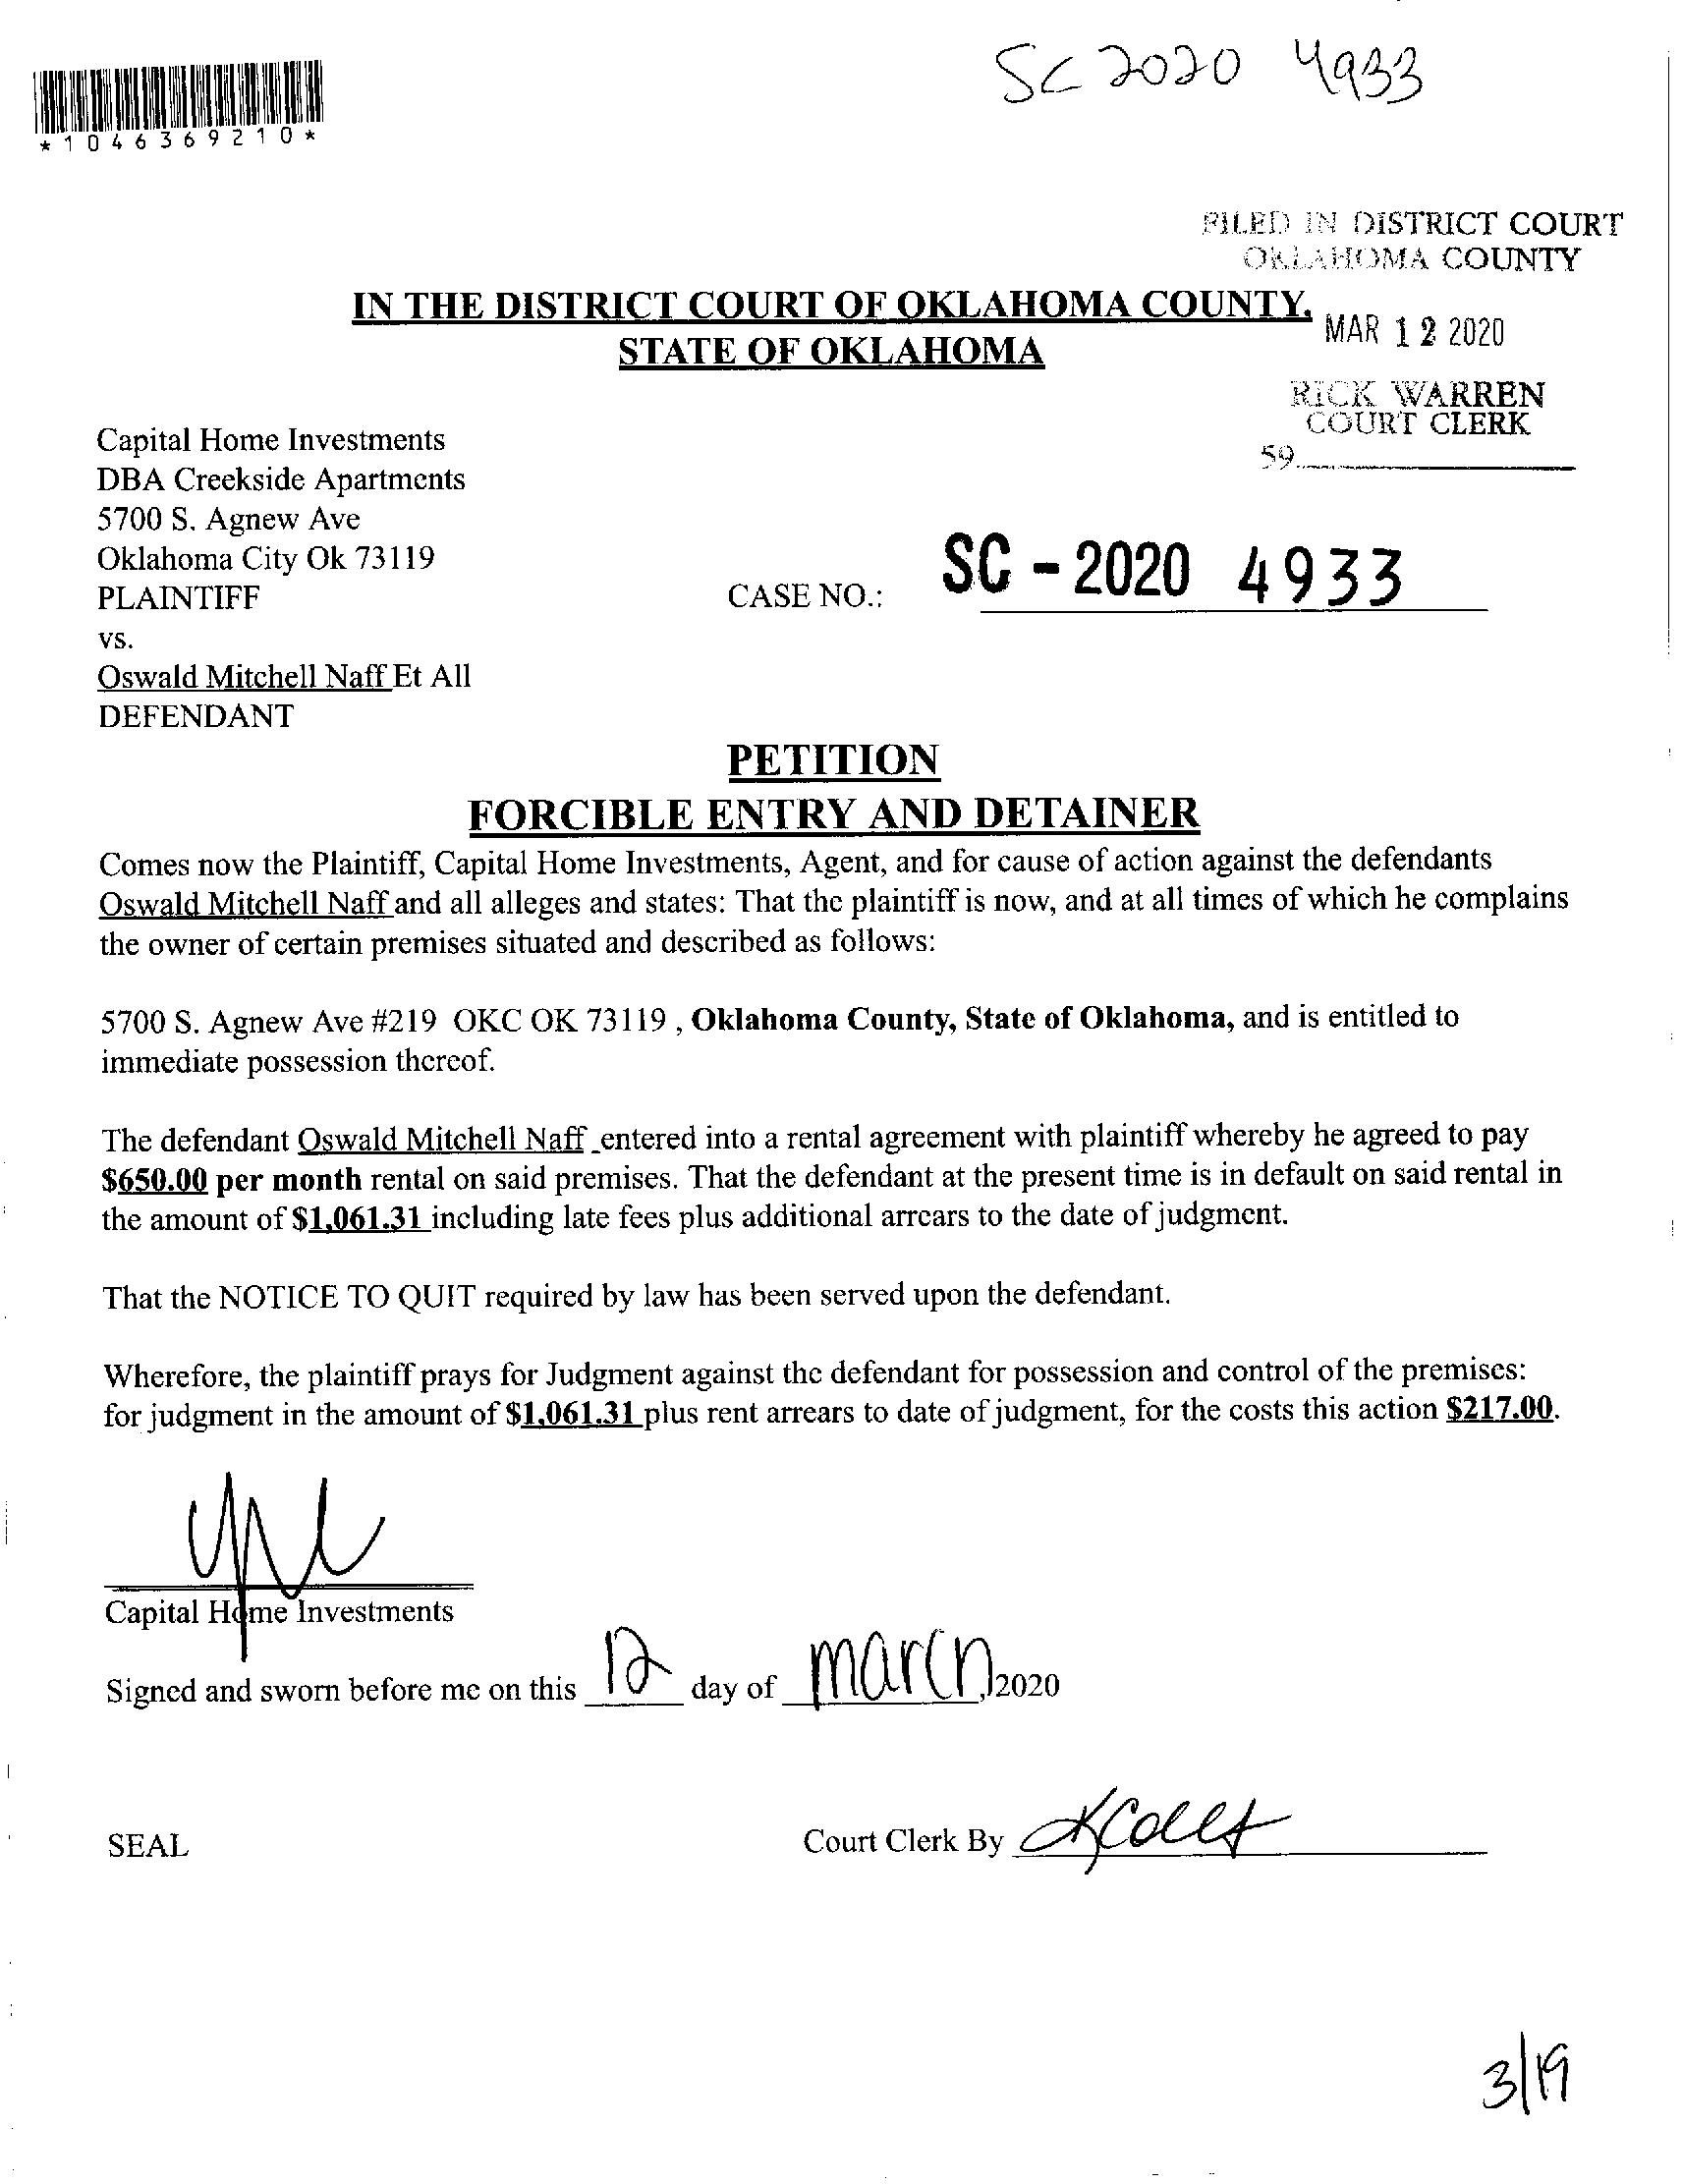 SC 2020 4933
*1046369210*
FILED IN DISTRICT COURT
OKLAHOMA COUNTY
IN THE DISTRICT COURT OF OKLAHOMA COUNTY,
STATE OF OKLAHOMA
MAR 12 2020
RICK WARREN
COURT CLERK
59
Capital Home Investments
DBA Creekside Apartments
5700 S. Agnew Ave
Oklahoma City Ok 73119
PLAINTIFF
CASE NO.: SC - 2020 4933
vs.
Oswald Mitchell Naff Et All
DEFENDANT
PETITION
FORCIBLE ENTRY AND DETAINER
Comes now the Plaintiff, Capital Home Investments, Agent, and for cause of action against the defendants
Oswald Mitchell Naff and all alleges and states: That the plaintiff is now, and at all times of which he complains
the owner of certain premises situated and described as follows:
5700 S. Agnew Ave #219 OKC OK 73119 , Oklahoma County, State of Oklahoma, and is entitled to
immediate possession thereof.
The defendant Oswald Mitchell Naff entered into a rental agreement with plaintiff whereby he agreed to pay
$650.00 per month rental on said premises. That the defendant at the present time is in default on said rental in
the amount of $1,061.31 including late fees plus additional arrears to the date of judgment.
That the NOTICE TO QUIT required by law has been served upon the defendant.
Wherefore, the plaintiff prays for Judgment against the defendant for possession and control of the premises:
for judgment in the amount of $1,061.31 plus rent arrears to date of judgment, for the costs this action $217.00.
Capital Home Investments
Signed and sworn before me on this 12 day of march, 2020
SEAL
Court Clerk By
3/19